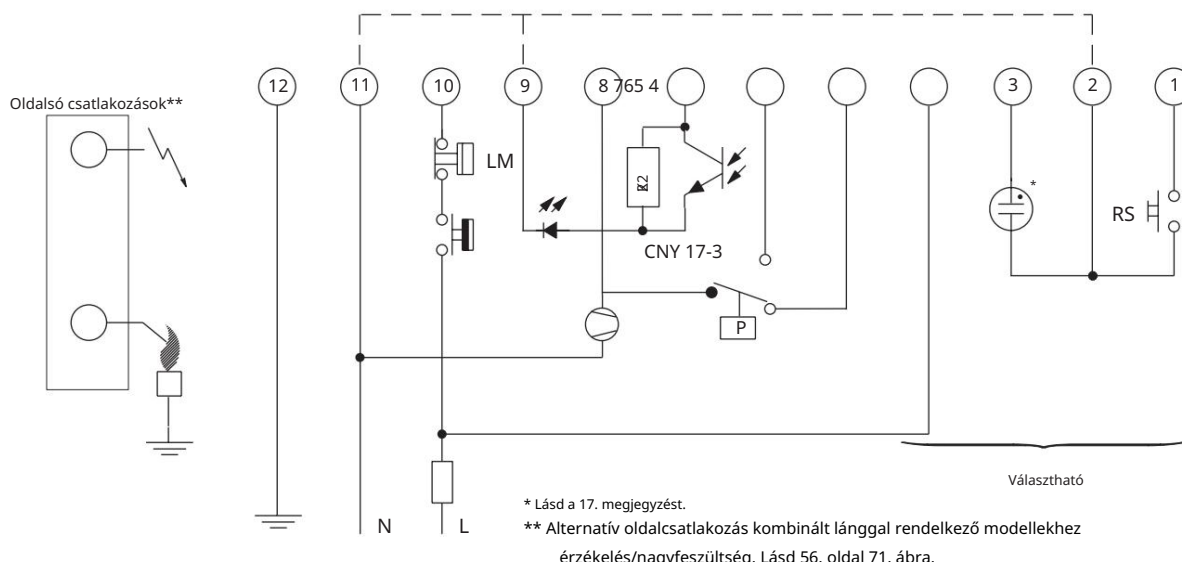 12 11 10 9 8 765 4 3 2 1
Oldalsó csatlakozások**
LM
*
RS
CNY 17-3
P
Választható
* Lásd a 17. megjegyzést.
N L
** Alternatív oldalcsatlakozás kombinált lánggal rendelkező modellekhez
érzékelés/nagyfeszültség. Lásd 56. oldal 71. ábra.